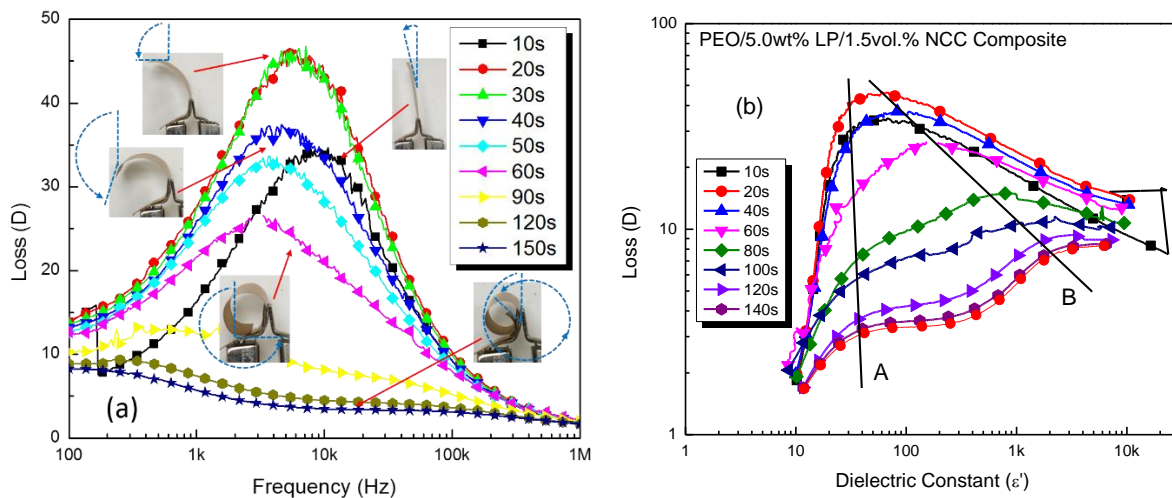 50
40
30
20
10
0
Loss (D)
100
1k
10k
100k
1M
Frequency (Hz)
10s
20s
30s
40s
50s
60s
90s
120s
150s
(a)
PEO/5.0wt% LP/1.5vol.% NCC Composite
(b)
100
10
1
Loss (D)
10s
20s
40s
60s
80s
100s
120s
140s
A
B
1
10
100
1k
10k
Dielectric Constant (ε')